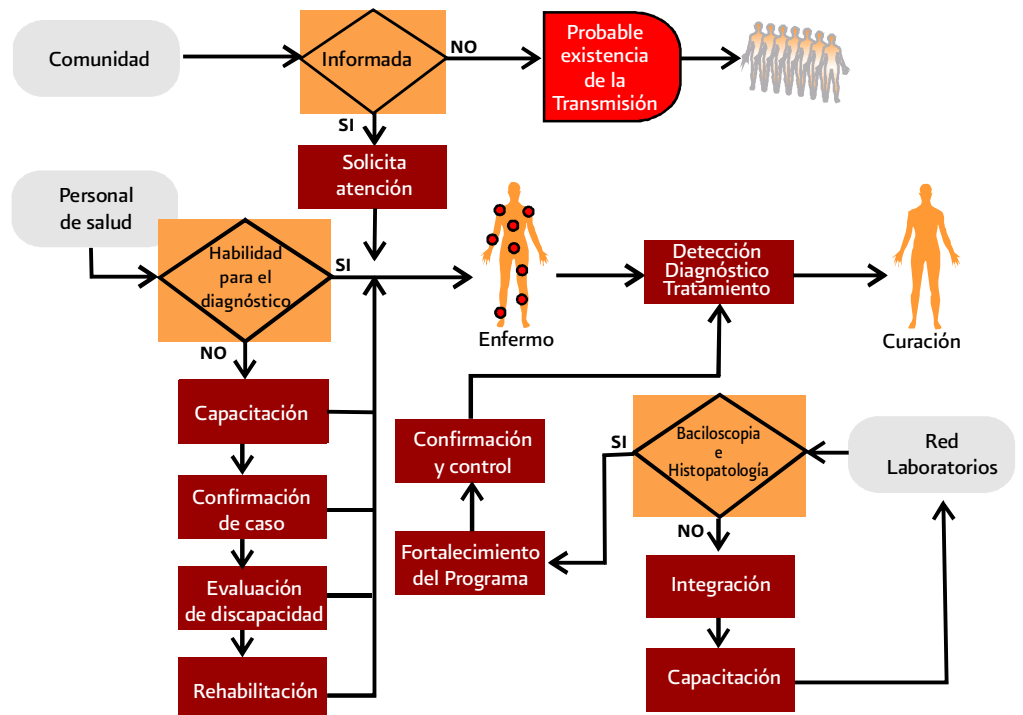 Comunidad
Informada
NO
Probable
existencia
de la
Transmisión
SI
Solicita
atención
Personal
de salud
Habilidad
para el
diagnóstico
SI
Enfermo
Detección
Diagnóstico
Tratamiento
Curación
NO
Capacitación
Confirmación
de caso
Evaluación
de discapacidad
Rehabilitación
Confirmación
y control
Fortalecimiento
del Programa
SI
Baciloscopia
e
Histopatología
Red
Laboratorios
NO
Integración
Capacitación